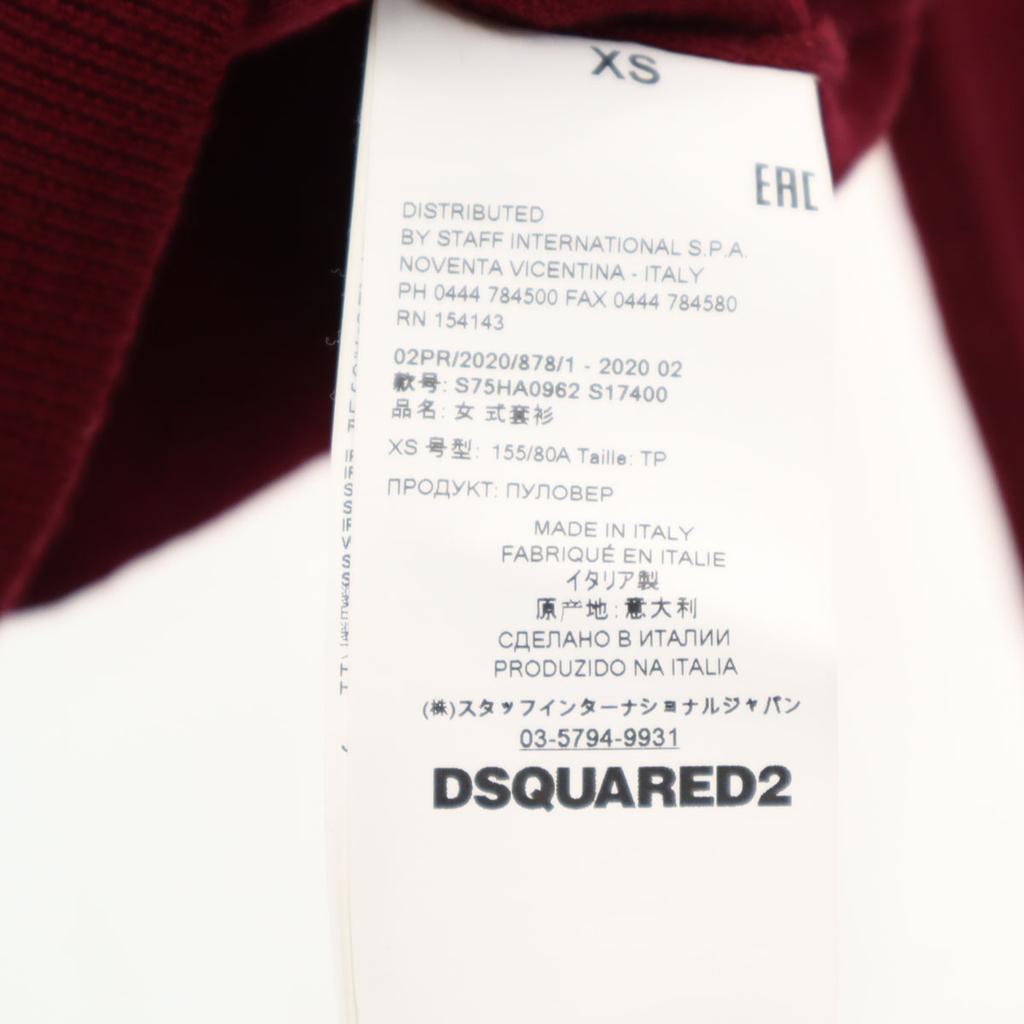 XS
EAC
DISTRIBUTED
BY STAFF INTERNATIONAL S.P.A.
NOVENTA VICENTINA - ITALY
PH 0444 784500 FAX 0444 784580
RN 154143
02PR/2020/878/1 - 2020 02
款号: S75HA0962 S17400
品名: 女 式套衫
XS 号型: 155/80A Taille: TP
ПРОДУКТ: ПУЛОВЕР
MADE IN ITALY
FABRIQUÉ EN ITALIE
イタリア製
原产地: 意大利
СДЕЛАНО В ИТАЛИИ
PRODUZIDO NA ITALIA
(株)スタッフインターナショナルジャパン
03-5794-9931
DSQUARED2